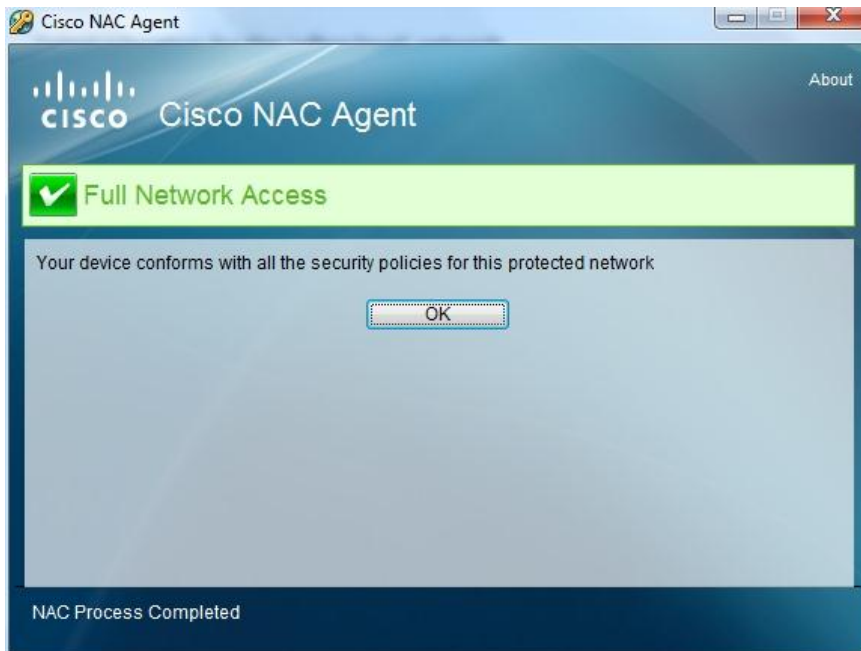 Cisco NAC Agent
About
CISCO Cisco NAC Agent
Full Network Access
Your device conforms with all the security policies for this protected network
OK
NAC Process Completed